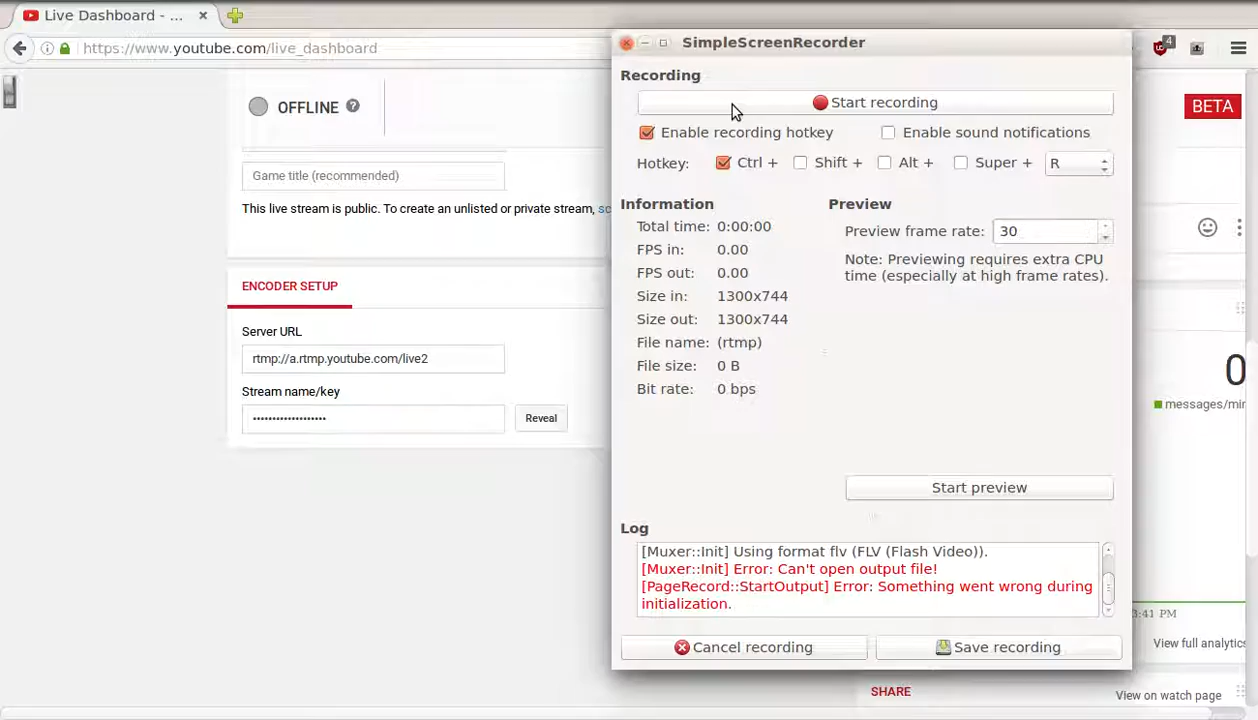 Live Dashboard - ...
https://www.youtube.com/live_dashboard
4
OFFLINE
Game title (recommended)
This live stream is public. To create an unlisted or private stream,
ENCODER SETUP
Server URL
rtmp://a.rtmp.youtube.com/live2
Stream name/key
•••••••••••••••••••
Reveal
SimpleScreenRecorder
Recording
Start recording
Enable recording hotkey
Enable sound notifications
Hotkey: Ctrl + Shift + Alt + Super + R
Information
Total time: 0:00:00
FPS in: 0.00
FPS out: 0.00
Size in: 1300x744
Size out: 1300x744
File name: (rtmp)
File size: 0 B
Bit rate: 0 bps
Preview
Preview frame rate: 30
Note: Previewing requires extra CPU
time (especially at high frame rates).
Start preview
Log
[Muxer::Init] Using format flv (FLV (Flash Video)).
[Muxer::Init] Error: Can't open output file!
[PageRecord::StartOutput] Error: Something went wrong during
initialization.
Cancel recording
Save recording
BETA
0
messages/min
3:41 PM
View full analytics
SHARE
View on watch page